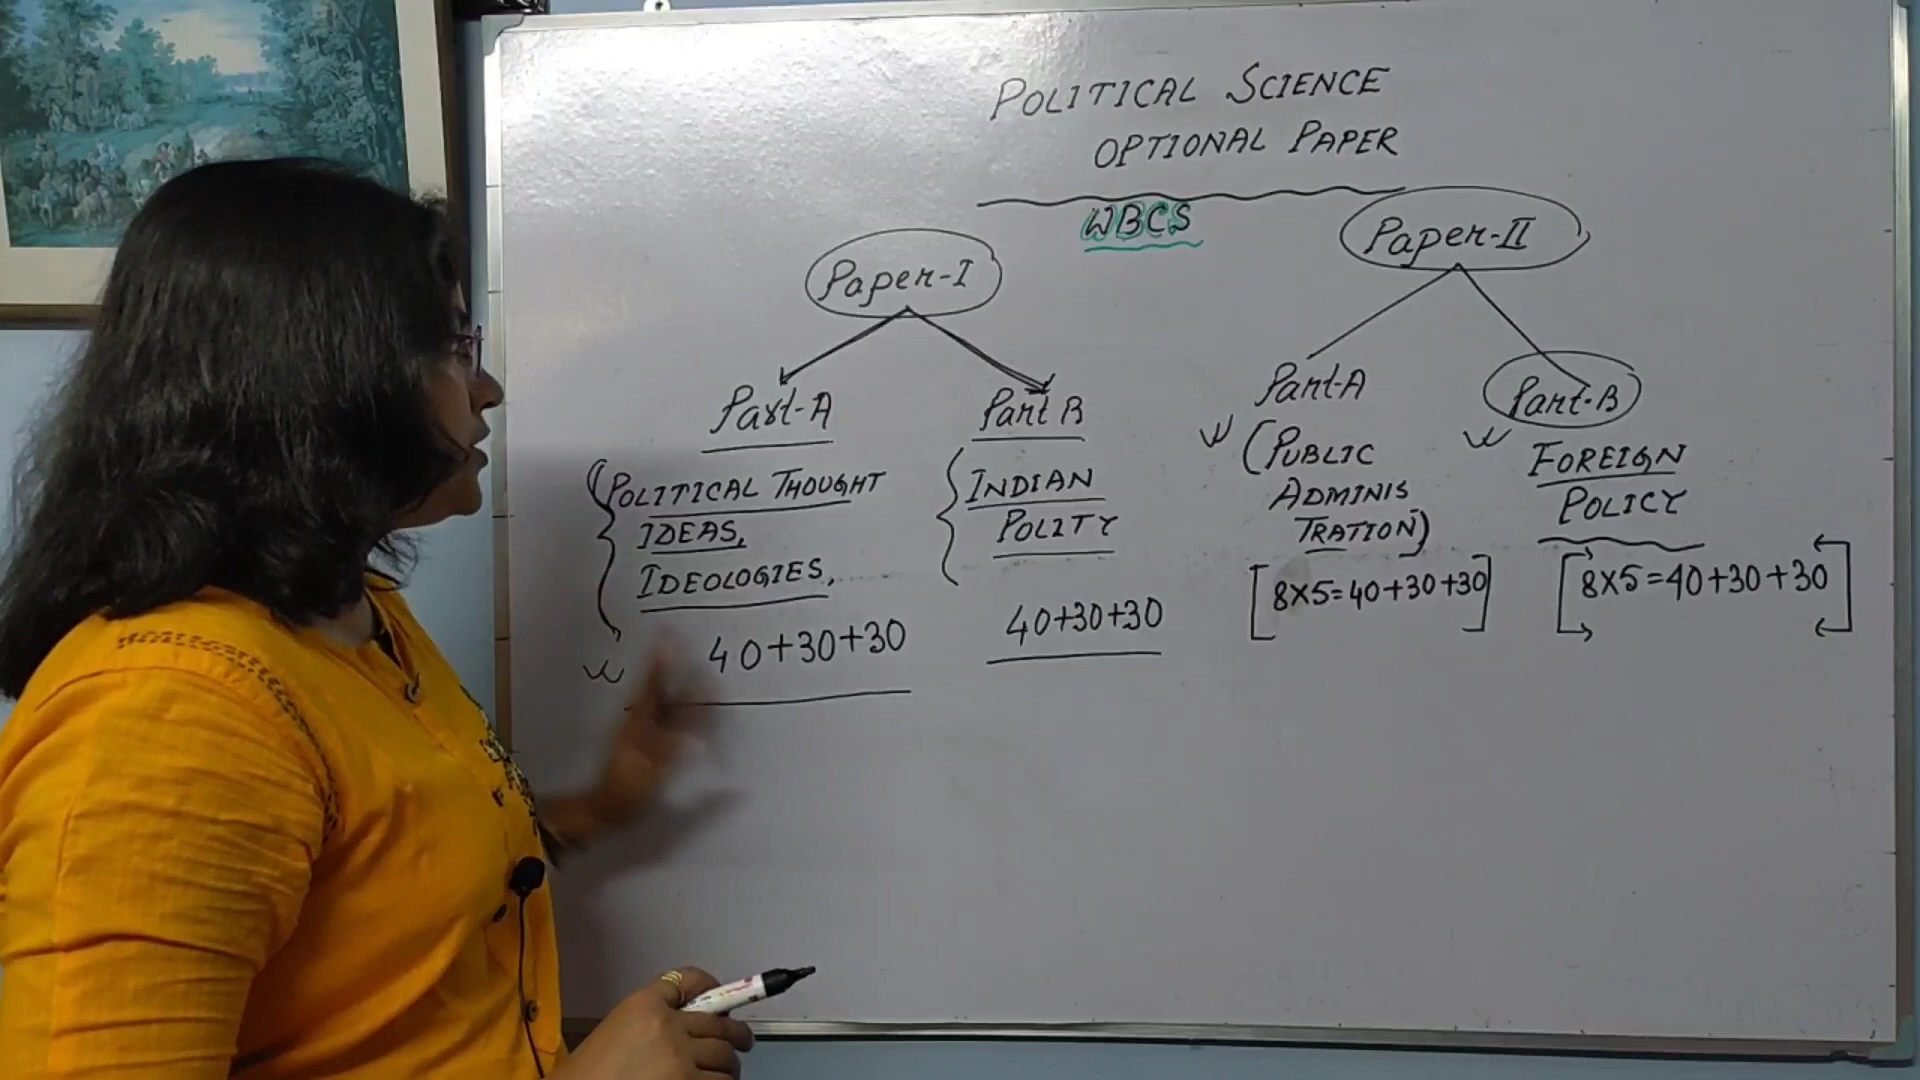 POLITICAL SCIENCE
OPTIONAL PAPER
WBCS
Paper-I
Part-A
POLITICAL THOUGHT
IDEAS,
IDEOLOGIES,
40+30+30
Part B
INDIAN
POLITY
40+30+30
Paper-II
Part-A
(PUBLIC
ADMINIS
TRATION)
[8X5=40+30+30]
Part-B
FOREIGN
POLICY
[8X5=40+30+30]